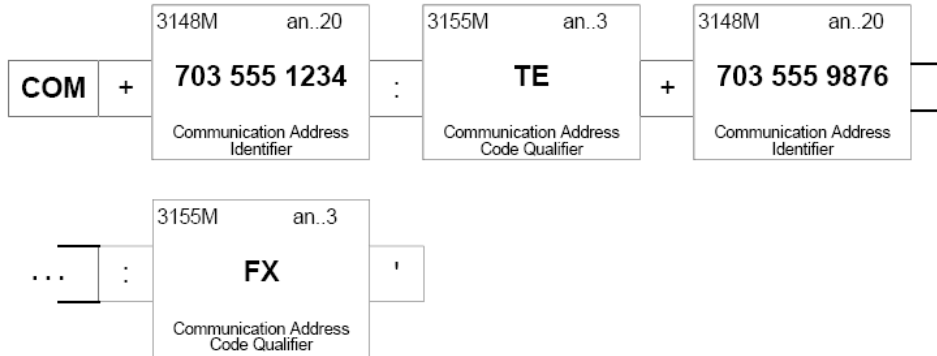 3148M an..20 3155M an..3 3148M an..20
COM + 703 555 1234 : TE + 703 555 9876
Communication Address Communication Address Communication Address
Identifier Code Qualifier Identifier
3155M an..3
... : FX '
Communication Address
Code Qualifier